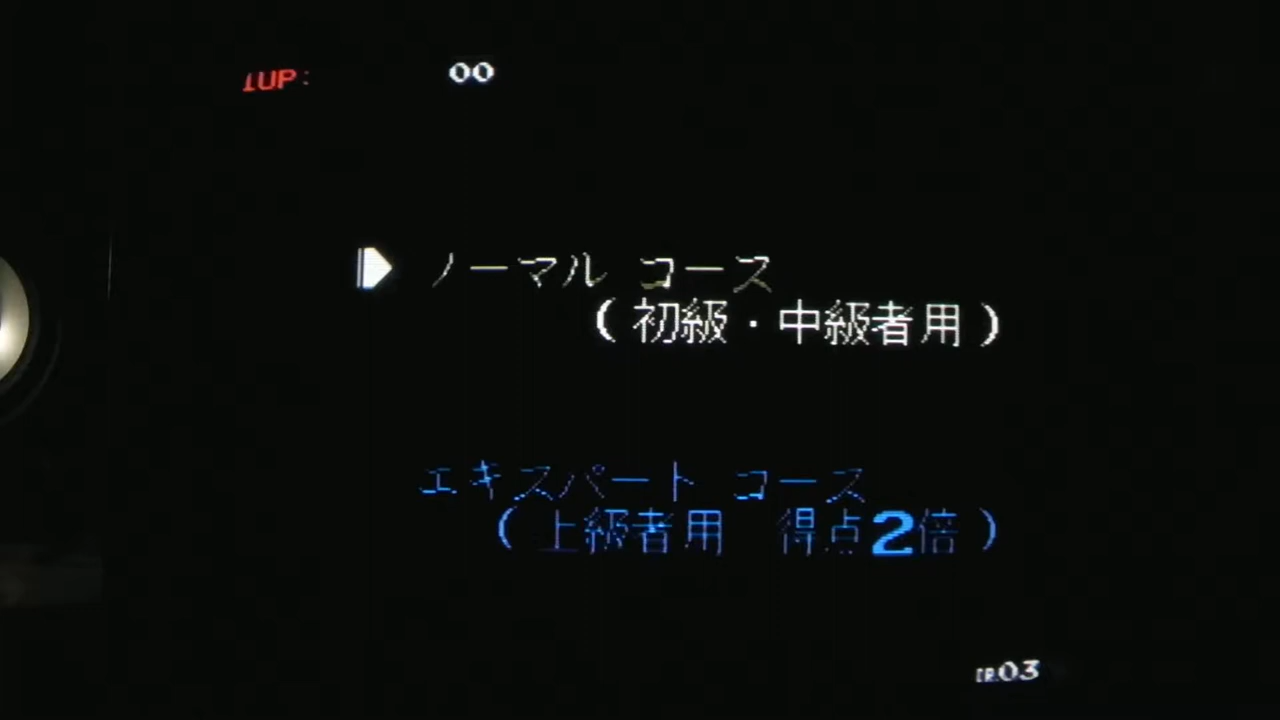 1UP: 00
ノーマル コース
(初級・中級者用)
エキスパート コース
(上級者用 得点2倍)
CR.03